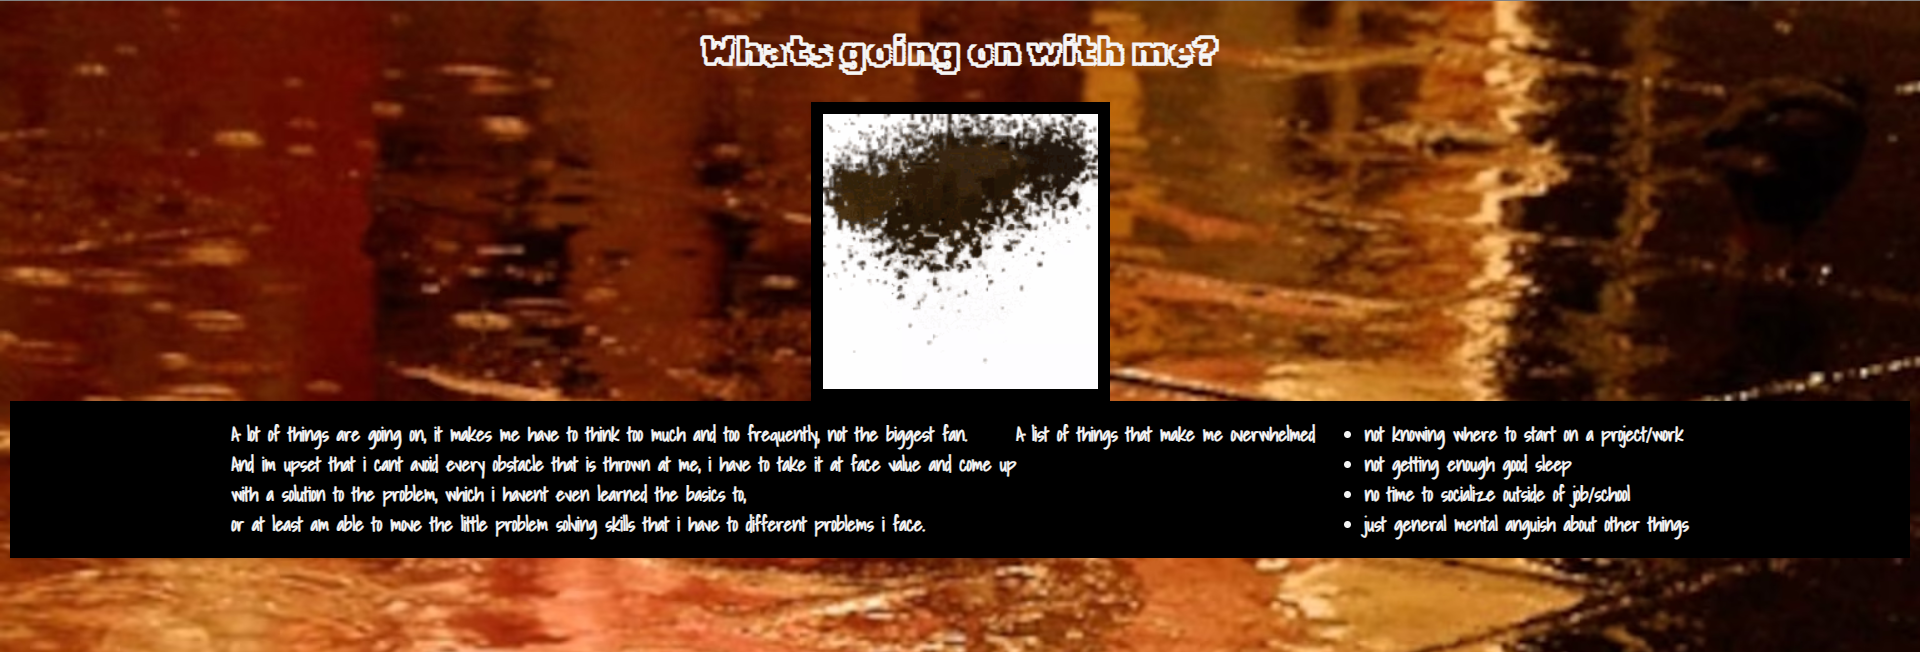 Whats going on with me?
A lot of things are going on, it makes me have to think too much and too frequently, not the biggest fan.
And im upset that i cant avoid every obstacle that is thrown at me, i have to take it at face value and come up
with a solution to the problem, which i havent even learned the basics to,
or at least am able to move the little problem solving skills that i have to different problems i face.
A list of things that make me overwhelmed
not knowing where to start on a project/work
not getting enough good sleep
no time to socialize outside of job/school
just general mental anguish about other things